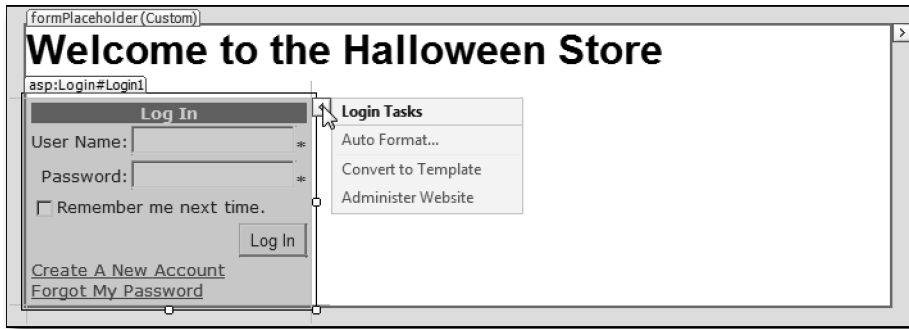 formPlaceholder (Custom)
Welcome to the Halloween Store
asp:Login#Login1
Log In
Login Tasks
User Name: *
Auto Format...
Password: *
Convert to Template
Remember me next time.
Administer Website
Log In
Create A New Account
Forgot My Password